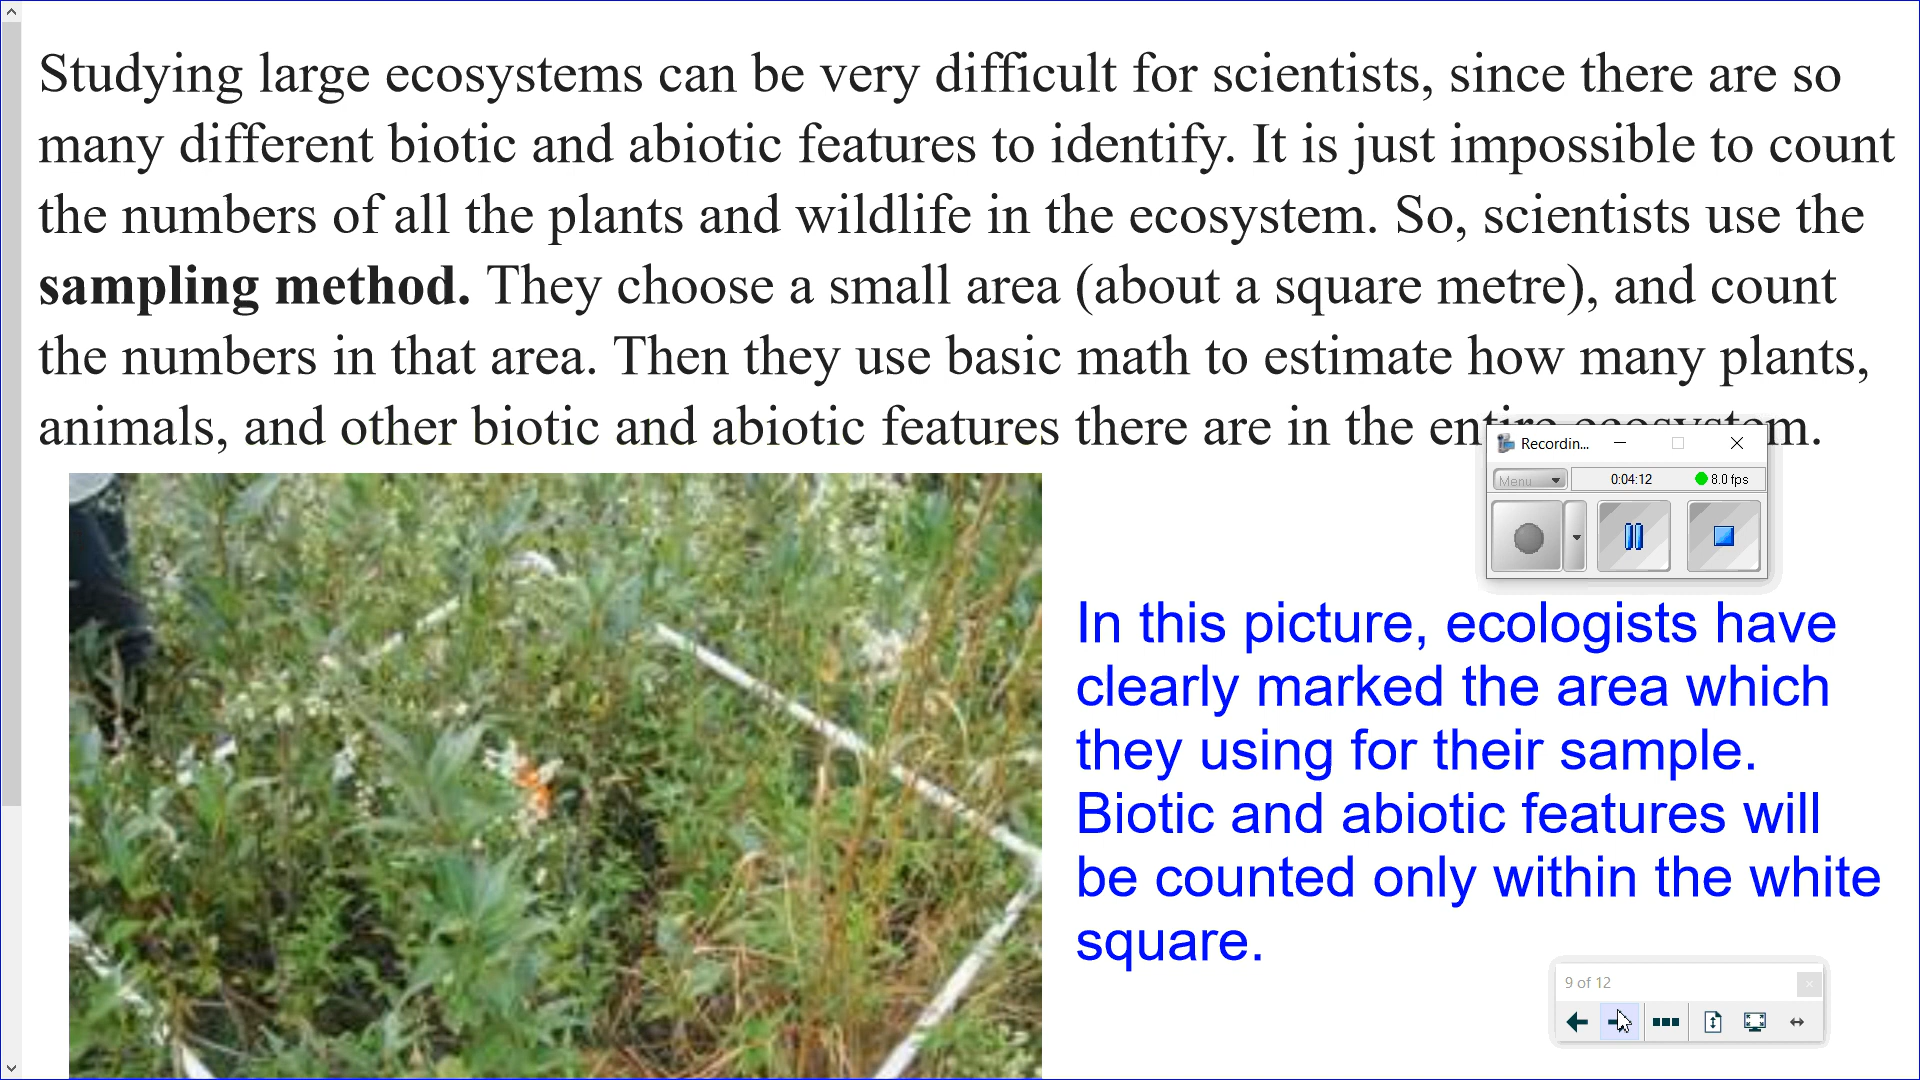 Studying large ecosystems can be very difficult for scientists, since there are so
many different biotic and abiotic features to identify. It is just impossible to count
the numbers of all the plants and wildlife in the ecosystem. So, scientists use the
sampling method. They choose a small area (about a square metre), and count
the numbers in that area. Then they use basic math to estimate how many plants,
animals, and other biotic and abiotic features there are in the entire ecosystem.
Recordin...
Menu 0:04:12 8.0 fps
In this picture, ecologists have
clearly marked the area which
they using for their sample.
Biotic and abiotic features will
be counted only within the white
square.
9 of 12